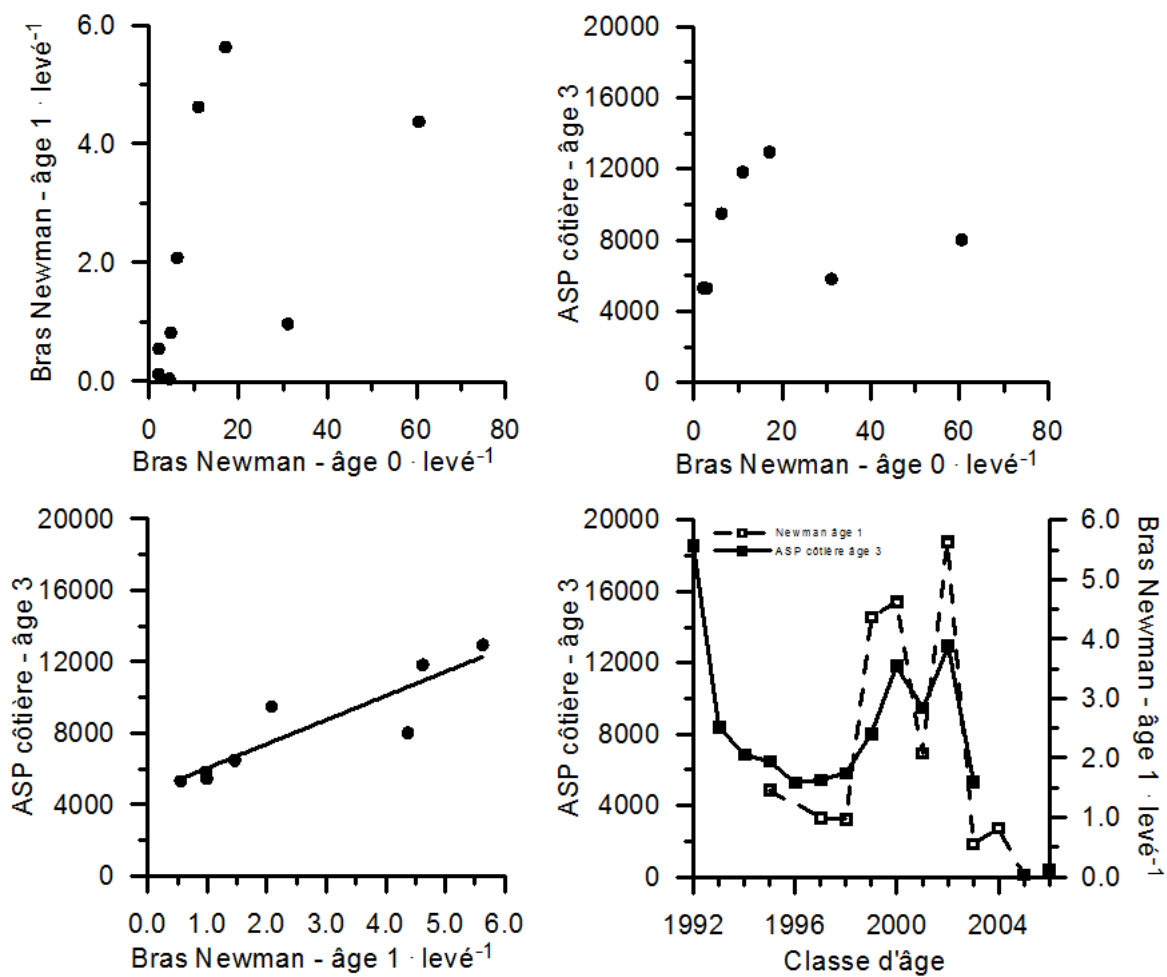 6.0
4.0
2.0
0.0
Bras Newman - âge 1 · levé-1
0 20 40 60 80
Bras Newman - âge 0 · levé-1
20000
16000
12000
8000
4000
0
ASP côtière - âge 3
0 20 40 60 80
Bras Newman - âge 0 · levé-1
20000
16000
12000
8000
4000
0
ASP côtière - âge 3
0.0 1.0 2.0 3.0 4.0 5.0 6.0
Bras Newman - âge 1 · levé-1
20000
16000
12000
8000
4000
0
ASP côtière - âge 3
Newman âge 1
ASP côtière âge 3
6.0
5.0
4.0
3.0
2.0
1.0
0.0
Bras Newman - âge 1 · levé-1
1992 1996 2000 2004
Classe d'âge